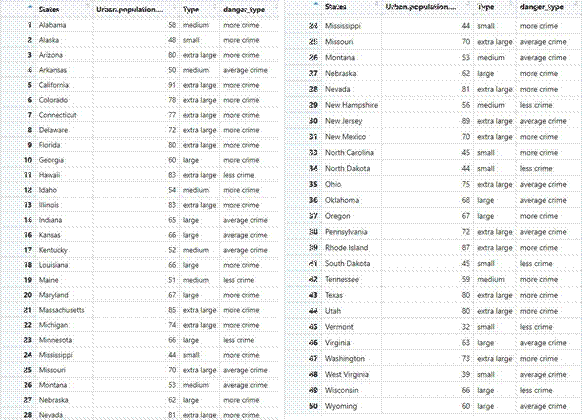 States Urban.population.... Type danger_type
1 Alabama 58 medium more crime
2 Alaska 48 small more crime
3 Arizona 80 extra large more crime
4 Arkansas 50 medium average crime
5 California 91 extra large more crime
6 Colorado 78 extra large more crime
7 Connecticut 77 extra large more crime
8 Delaware 72 extra large more crime
9 Florida 80 extra large more crime
10 Georgia 60 large more crime
11 Hawaii 83 extra large less crime
12 Idaho 54 medium more crime
13 Illinois 83 extra large more crime
14 Indiana 65 large average crime
16 Kansas 66 large average crime
17 Kentucky 52 medium average crime
18 Louisiana 66 large more crime
19 Maine 51 medium less crime
20 Maryland 67 large more crime
21 Massachusetts 85 extra large average crime
22 Michigan 74 extra large more crime
23 Minnesota 66 large less crime
24 Mississippi 44 small more crime
25 Missouri 70 extra large average crime
26 Montana 53 medium average crime
27 Nebraska 62 large more crime
28 Nevada 81 extra large more crime
States Urban.population.... Type danger_type
24 Mississippi 44 small more crime
25 Missouri 70 extra large average crime
26 Montana 53 medium average crime
27 Nebraska 62 large more crime
28 Nevada 81 extra large more crime
29 New Hampshire 56 medium less crime
30 New Jersey 89 extra large average crime
31 New Mexico 70 extra large more crime
33 North Carolina 45 small more crime
34 North Dakota 44 small less crime
35 Ohio 75 extra large average crime
36 Oklahoma 68 large average crime
37 Oregon 67 large more crime
38 Pennsylvania 72 extra large average crime
39 Rhode Island 87 extra large more crime
41 South Dakota 45 small less crime
42 Tennessee 59 medium more crime
43 Texas 80 extra large more crime
44 Utah 80 extra large more crime
45 Vermont 32 small less crime
46 Virginia 63 large average crime
47 Washington 73 extra large more crime
48 West Virginia 39 small average crime
49 Wisconsin 66 large less crime
50 Wyoming 60 large average crime